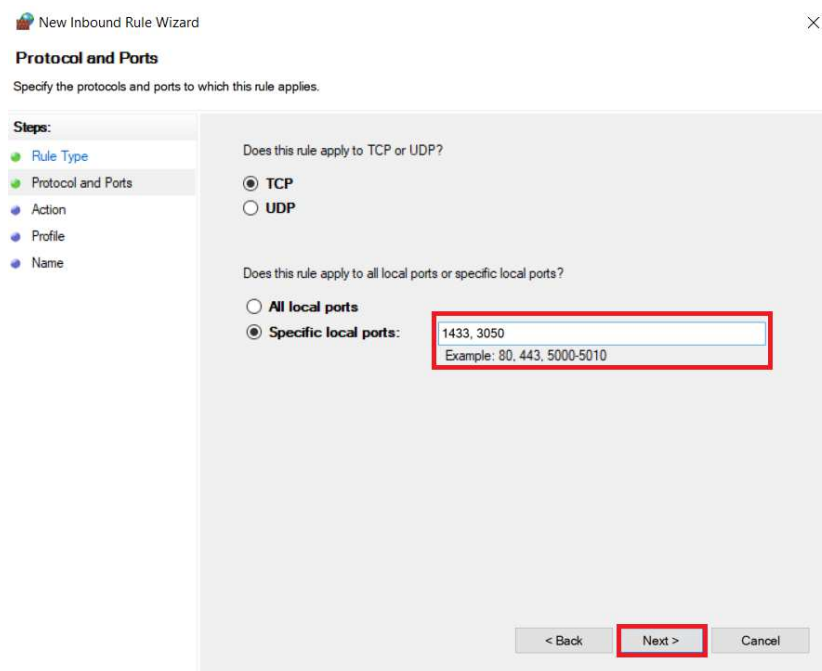 New Inbound Rule Wizard
Protocol and Ports
Specify the protocols and ports to which this rule applies.
Steps:
Rule Type
Protocol and Ports
Action
Profile
Name
Does this rule apply to TCP or UDP?
TCP
UDP
Does this rule apply to all local ports or specific local ports?
All local ports
Specific local ports:
1433, 3050
Example: 80, 443, 5000-5010
< Back
Next >
Cancel